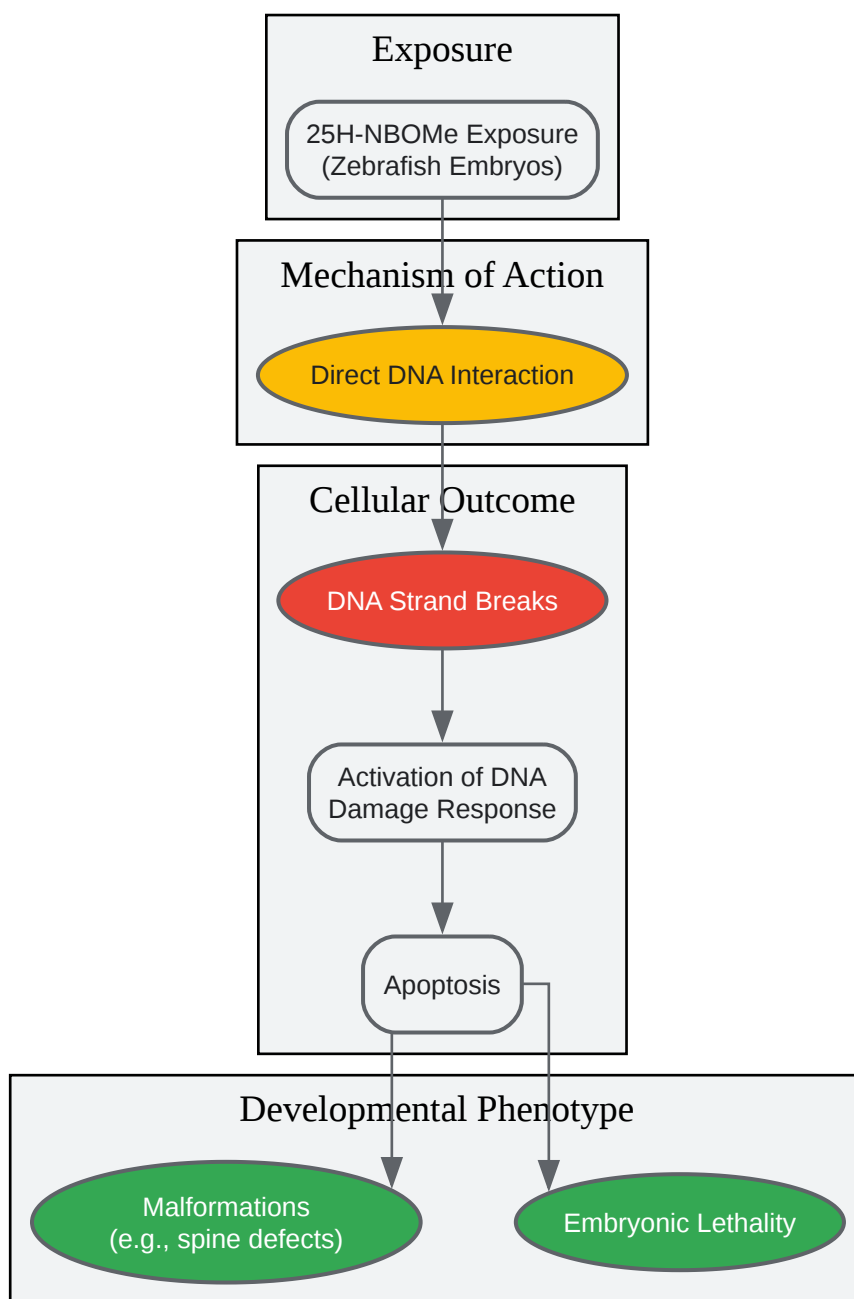 Exposure
25H-NBOMe Exposure
(Zebrafish Embryos)
Mechanism of Action
Direct DNA Interaction
Cellular Outcome
DNA Strand Breaks
Activation of DNA
Damage Response
Apoptosis
Developmental Phenotype
Malformations
(e.g., spine defects)
Embryonic Lethality